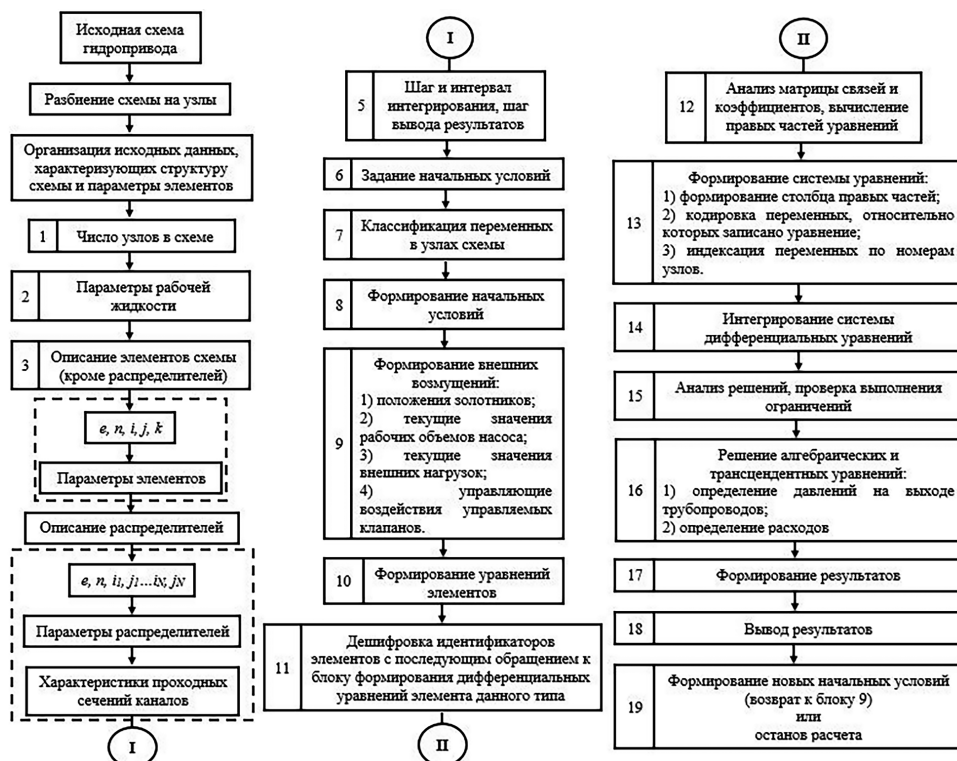 Исходная схема
гидропривода
Разбиение схемы на узлы
Организация исходных данных,
характеризующих структуру
схемы и параметры элементов
1
Число узлов в схеме
2
Параметры рабочей
жидкости
3
Описание элементов схемы
(кроме распределителей)
e, n, i, j, k
Параметры элементов
Описание распределителей
e, n, i1, j1…iN, jN
Параметры распределителей
Характеристики проходных
сечений каналов
I
I
5
Шаг и интервал
интегрирования, шаг
вывода результатов
6
Задание начальных условий
7
Классификация переменных
в узлах схемы
8
Формирование начальных
условий
9
Формирование внешних
возмущений:
1) положения золотников;
2) текущие значения
рабочих объемов насоса;
3) текущие значения
внешних нагрузок;
4) управляющие
воздействия управляемых
клапанов.
10
Формирование уравнений
элементов
11
Дешифровка идентификаторов
элементов с последующим обращением к
блоку формирования дифференциальных
уравнений элемента данного типа
II
II
12
Анализ матрицы связей и
коэффициентов, вычисление
правых частей уравнений
13
Формирование системы уравнений:
1) формирование столбца правых частей;
2) кодировка переменных, относительно
которых записано уравнение;
3) индексация переменных по номерам
узлов.
14
Интегрирование системы
дифференциальных уравнений
15
Анализ решений, проверка выполнения
ограничений
16
Решение алгебраических и
трансцендентных уравнений:
1) определение давлений на выходе
трубопроводов;
2) определение расходов
17
Формирование результатов
18
Вывод результатов
19
Формирование новых начальных условий
(возврат к блоку 9)
или
останов расчета